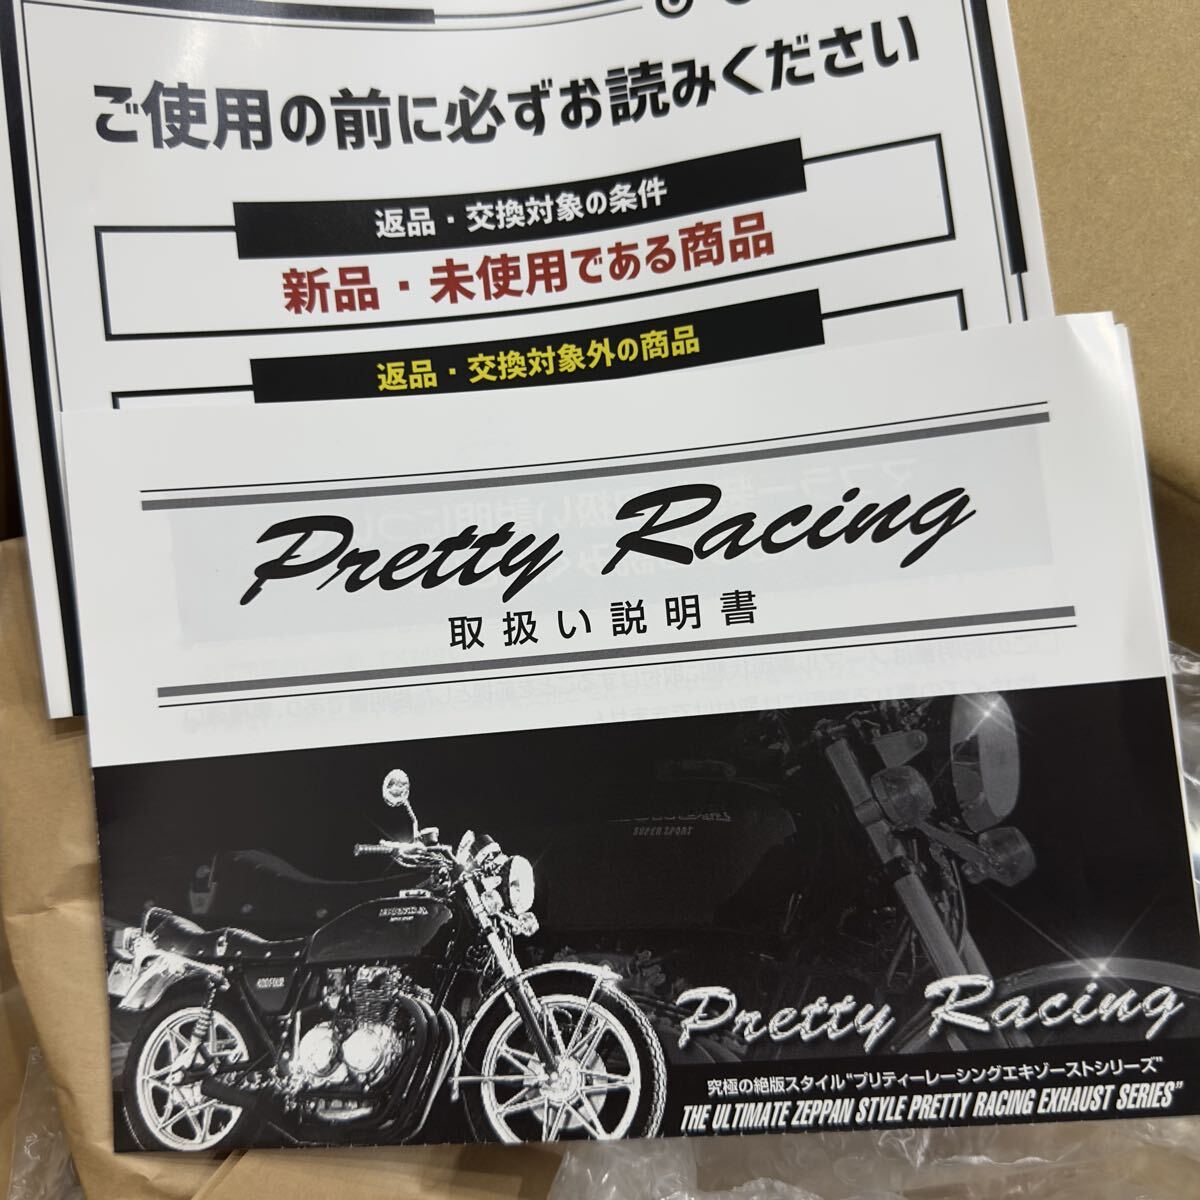 ご使用の前に必ずお読みください
返品・交換対象の条件
新品・未使用である商品
返品・交換対象外の商品
Pretty Racing
取扱い説明書
SUPER SPORT
HONDA
400 FOUR
Pretty Racing
究極の絶版スタイル"プリティーレーシングエキゾーストシリーズ"
THE ULTIMATE ZEPPAN STYLE PRETTY RACING EXHAUST SERIES"